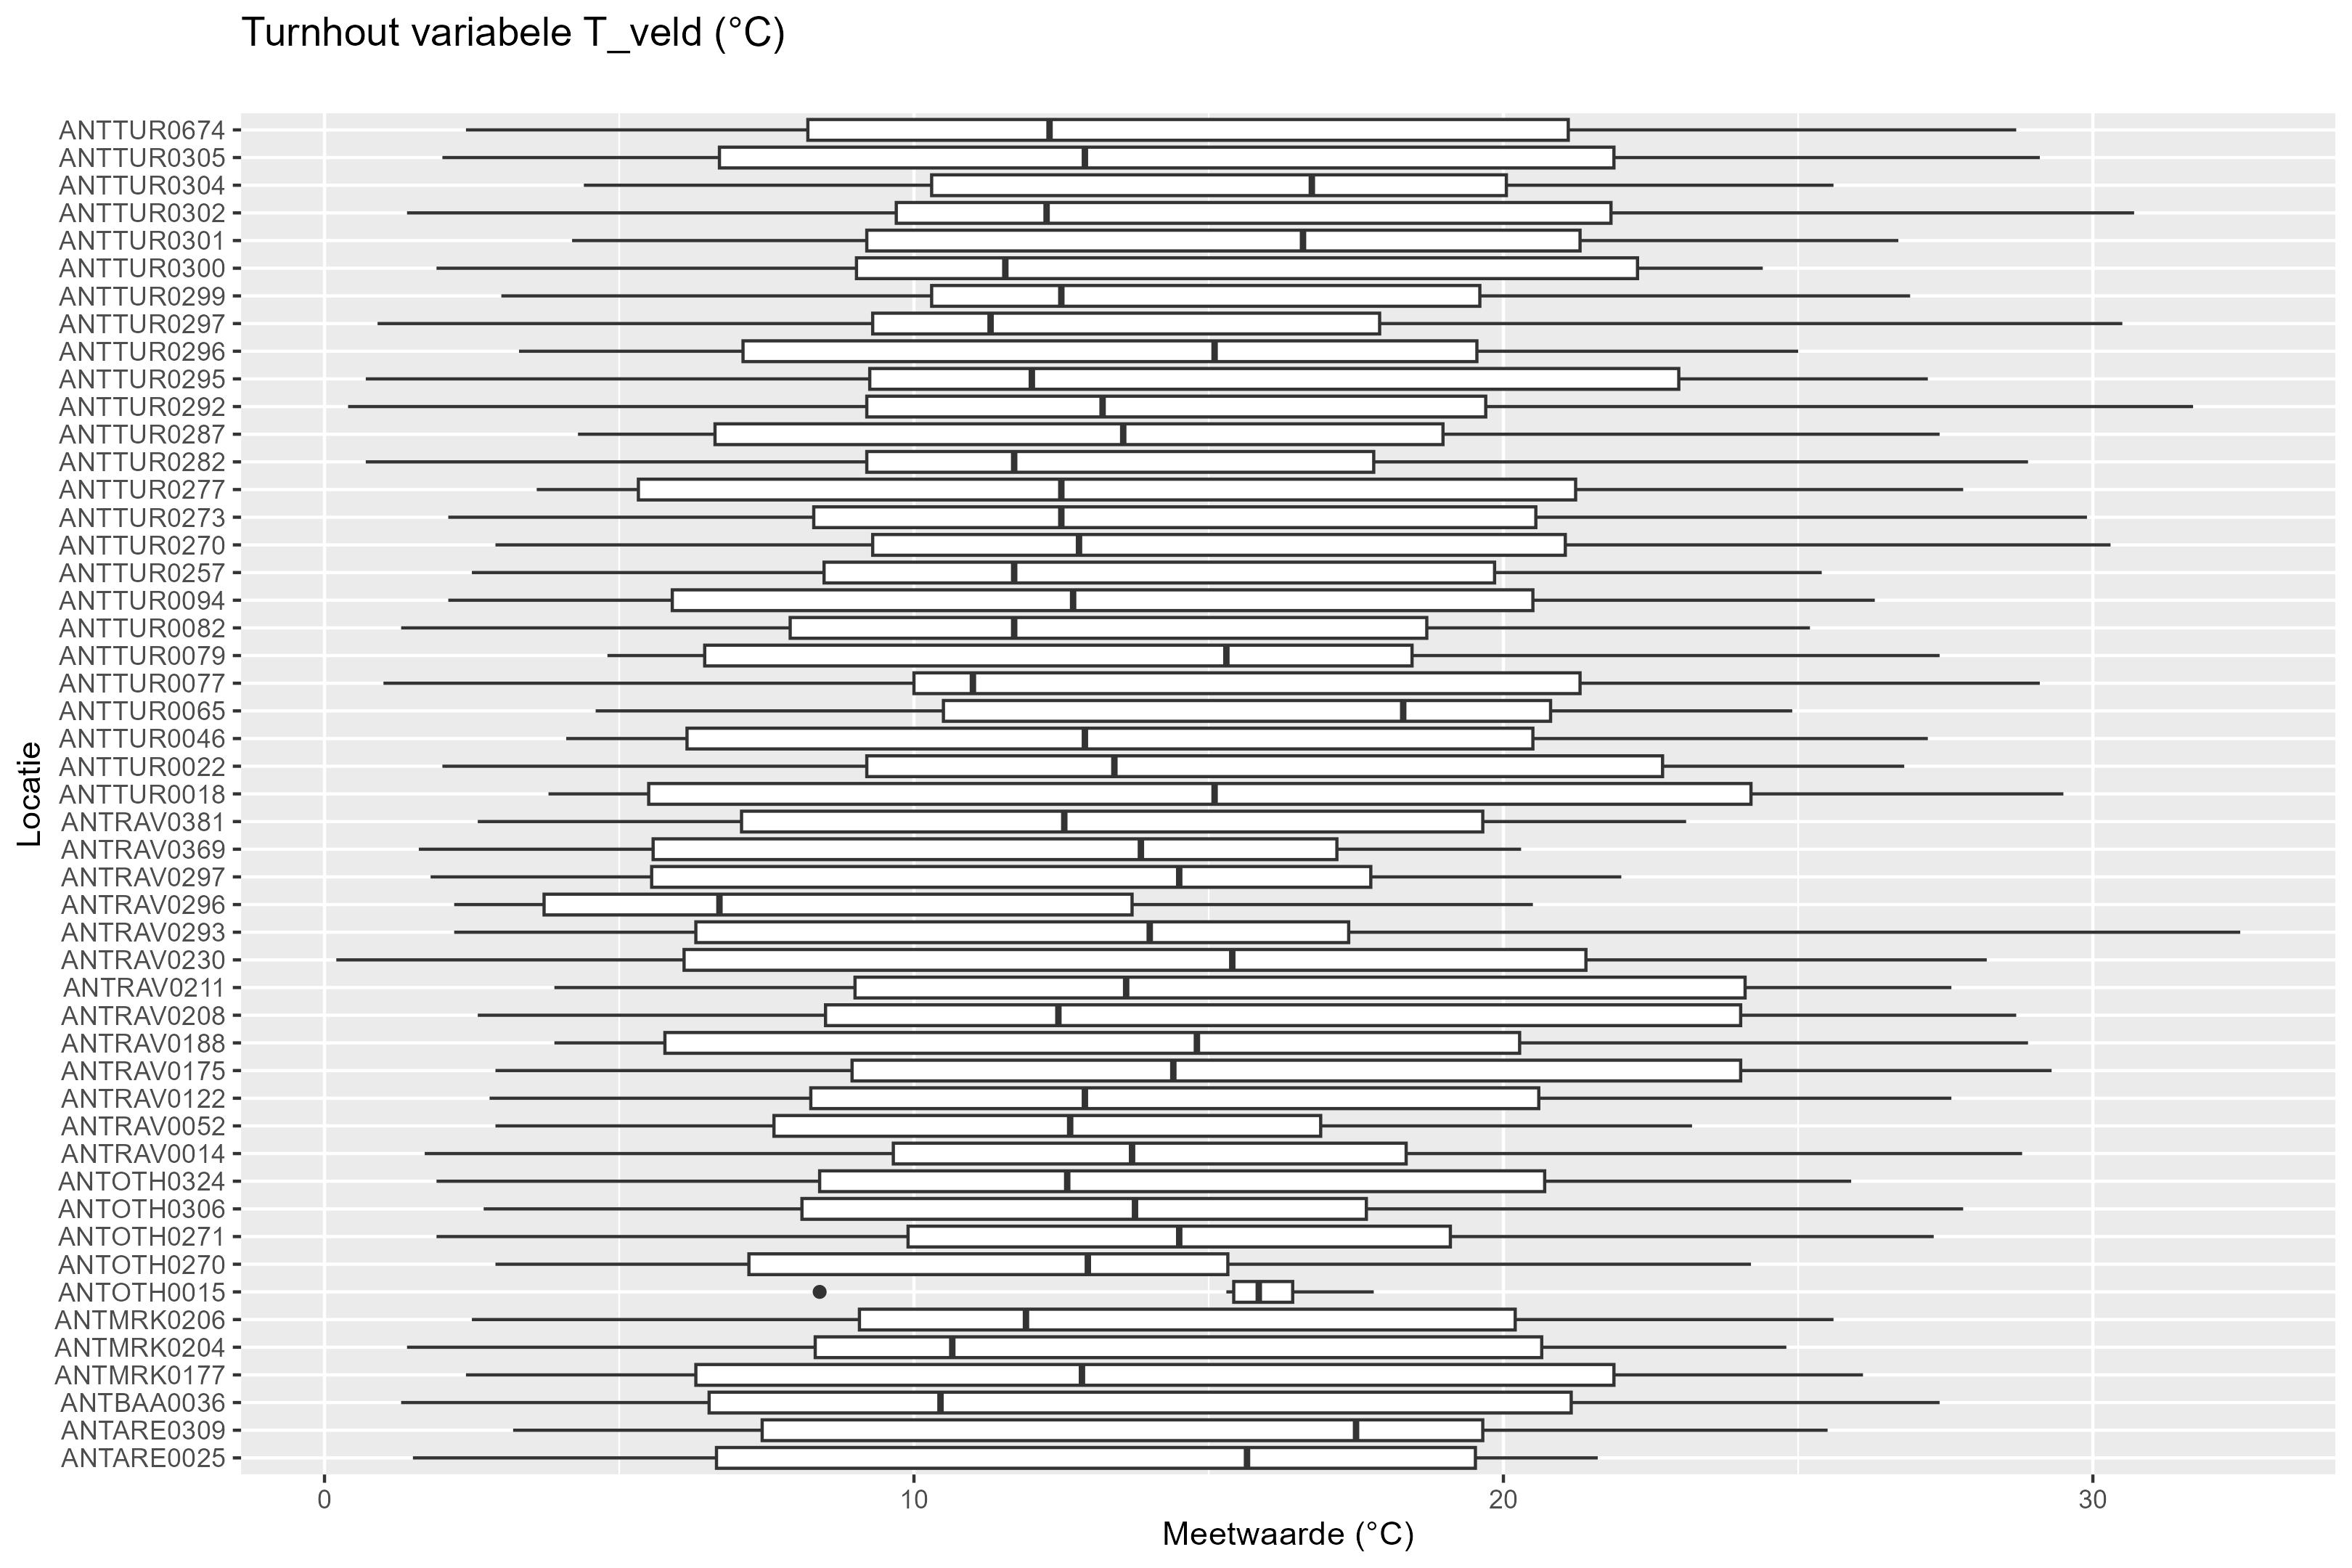 Turnhout variabele T_veld (°C)
Locatie
ANTTUR0674
ANTTUR0305
ANTTUR0304
ANTTUR0302
ANTTUR0301
ANTTUR0300
ANTTUR0299
ANTTUR0297
ANTTUR0296
ANTTUR0295
ANTTUR0292
ANTTUR0287
ANTTUR0282
ANTTUR0277
ANTTUR0273
ANTTUR0270
ANTTUR0257
ANTTUR0094
ANTTUR0082
ANTTUR0079
ANTTUR0077
ANTTUR0065
ANTTUR0046
ANTTUR0022
ANTTUR0018
ANTRAV0381
ANTRAV0369
ANTRAV0297
ANTRAV0296
ANTRAV0293
ANTRAV0230
ANTRAV0211
ANTRAV0208
ANTRAV0188
ANTRAV0175
ANTRAV0122
ANTRAV0052
ANTRAV0014
ANTOTH0324
ANTOTH0306
ANTOTH0271
ANTOTH0270
ANTOTH0015
ANTMRK0206
ANTMRK0204
ANTMRK0177
ANTBAA0036
ANTARE0309
ANTARE0025
0 10 20 30
Meetwaarde (°C)